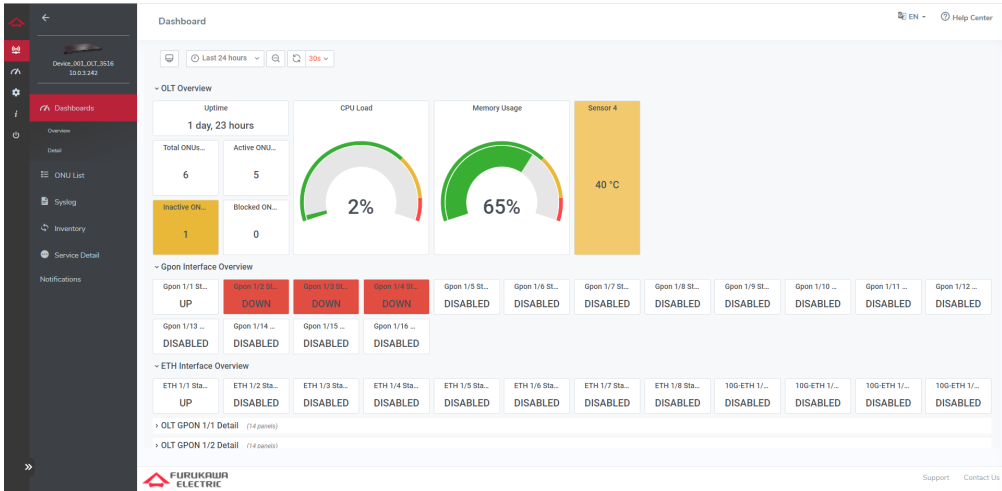 Dashboard
EN
Help Center
Device_001_OLT_3516
10.0.3.242
Dashboards
Overview
Detail
ONU List
Syslog
Inventory
Service Detail
Notifications
Last 24 hours
30s
OLT Overview
Uptime
1 day, 23 hours
Total ONUs...
6
Active ONU...
5
Inactive ON...
1
Blocked ON...
0
CPU Load
2%
Memory Usage
65%
Sensor 4
40 °C
Gpon Interface Overview
Gpon 1/1 St... Gpon 1/2 St... Gpon 1/3 St... Gpon 1/4 St... Gpon 1/5 St... Gpon 1/6 St... Gpon 1/7 St... Gpon 1/8 St... Gpon 1/9 St... Gpon 1/10 ... Gpon 1/11 ... Gpon 1/12 ...
UP DOWN DOWN DOWN DISABLED DISABLED DISABLED DISABLED DISABLED DISABLED DISABLED DISABLED
Gpon 1/13 ... Gpon 1/14 ... Gpon 1/15 ... Gpon 1/16 ...
DISABLED DISABLED DISABLED DISABLED
ETH Interface Overview
ETH 1/1 Sta... ETH 1/2 Sta... ETH 1/3 Sta... ETH 1/4 Sta... ETH 1/5 Sta... ETH 1/6 Sta... ETH 1/7 Sta... ETH 1/8 Sta... 10G-ETH 1/... 10G-ETH 1/... 10G-ETH 1/... 10G-ETH 1/...
UP DISABLED DISABLED DISABLED DISABLED DISABLED DISABLED DISABLED DISABLED DISABLED DISABLED DISABLED
OLT GPON 1/1 Detail (14 panels)
OLT GPON 1/2 Detail (14 panels)
FURUKAWA
ELECTRIC
Support Contact Us